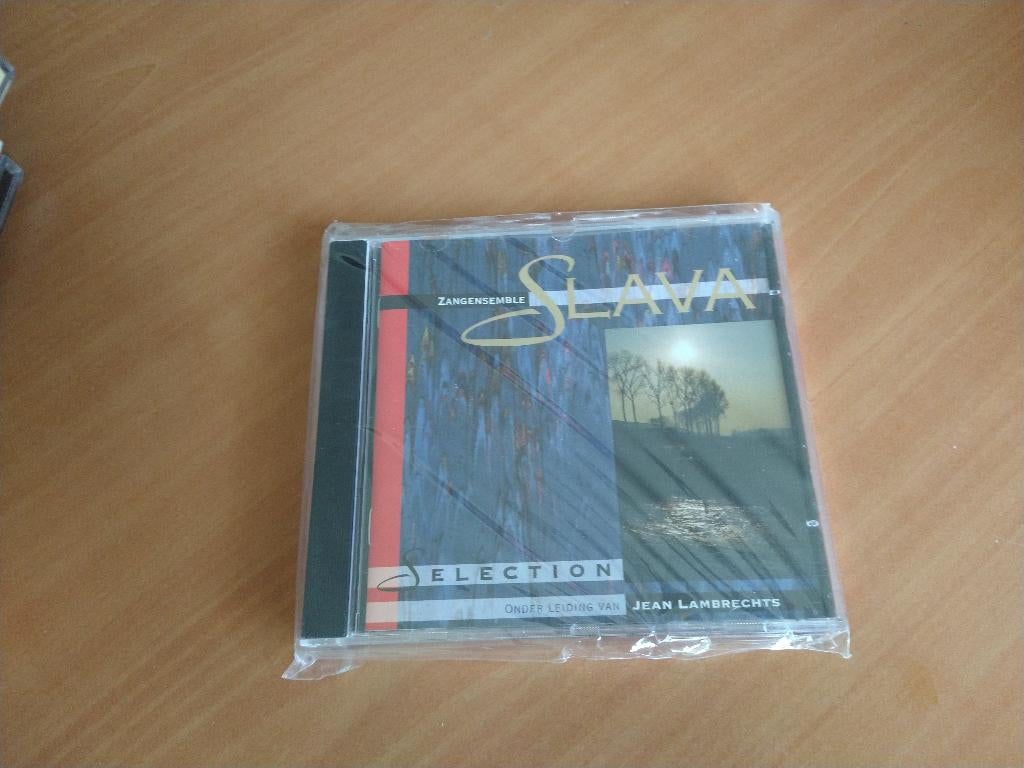 Zangensemble SLAVA
SELECTION
Onder leiding van Jean Lambrechts